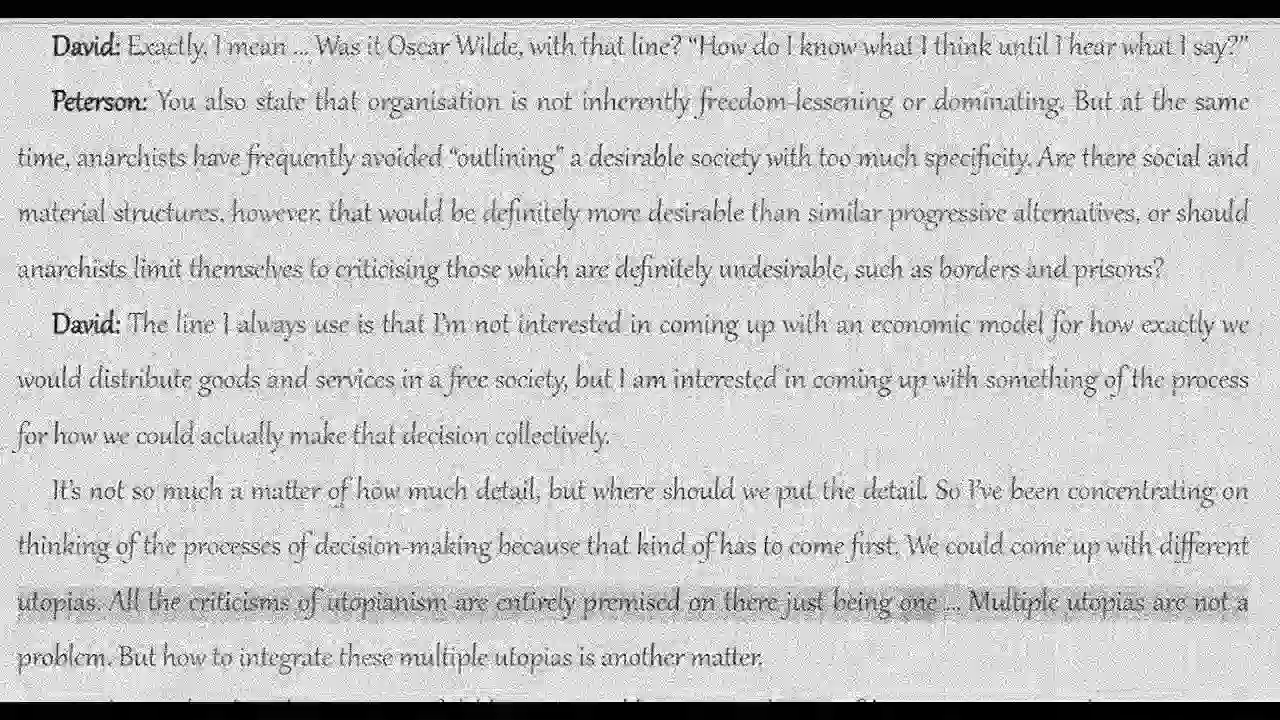 David: Exactly. I mean ... Was it Oscar Wilde, with that line? “How do I know what I think until I hear what I say?”
Peterson: You also state that organisation is not inherently freedom-lessening or dominating. But at the same
time, anarchists have frequently avoided “outlining” a desirable society with too much specificity. Are there social and
material structures, however, that would be definitely more desirable than similar progressive alternatives, or should
anarchists limit themselves to criticising those which are definitely undesirable, such as borders and prisons?
David: The line I always use is that I’m not interested in coming up with an economic model for how exactly we
would distribute goods and services in a free society, but I am interested in coming up with something of the process
for how we could actually make that decision collectively.
It’s not so much a matter of how much detail, but where should we put the detail. So I’ve been concentrating on
thinking of the processes of decision-making because that kind of has to come first. We could come up with different
utopias. All the criticisms of utopianism are entirely premised on there just being one ... Multiple utopias are not a
problem. But how to integrate these multiple utopias is another matter.